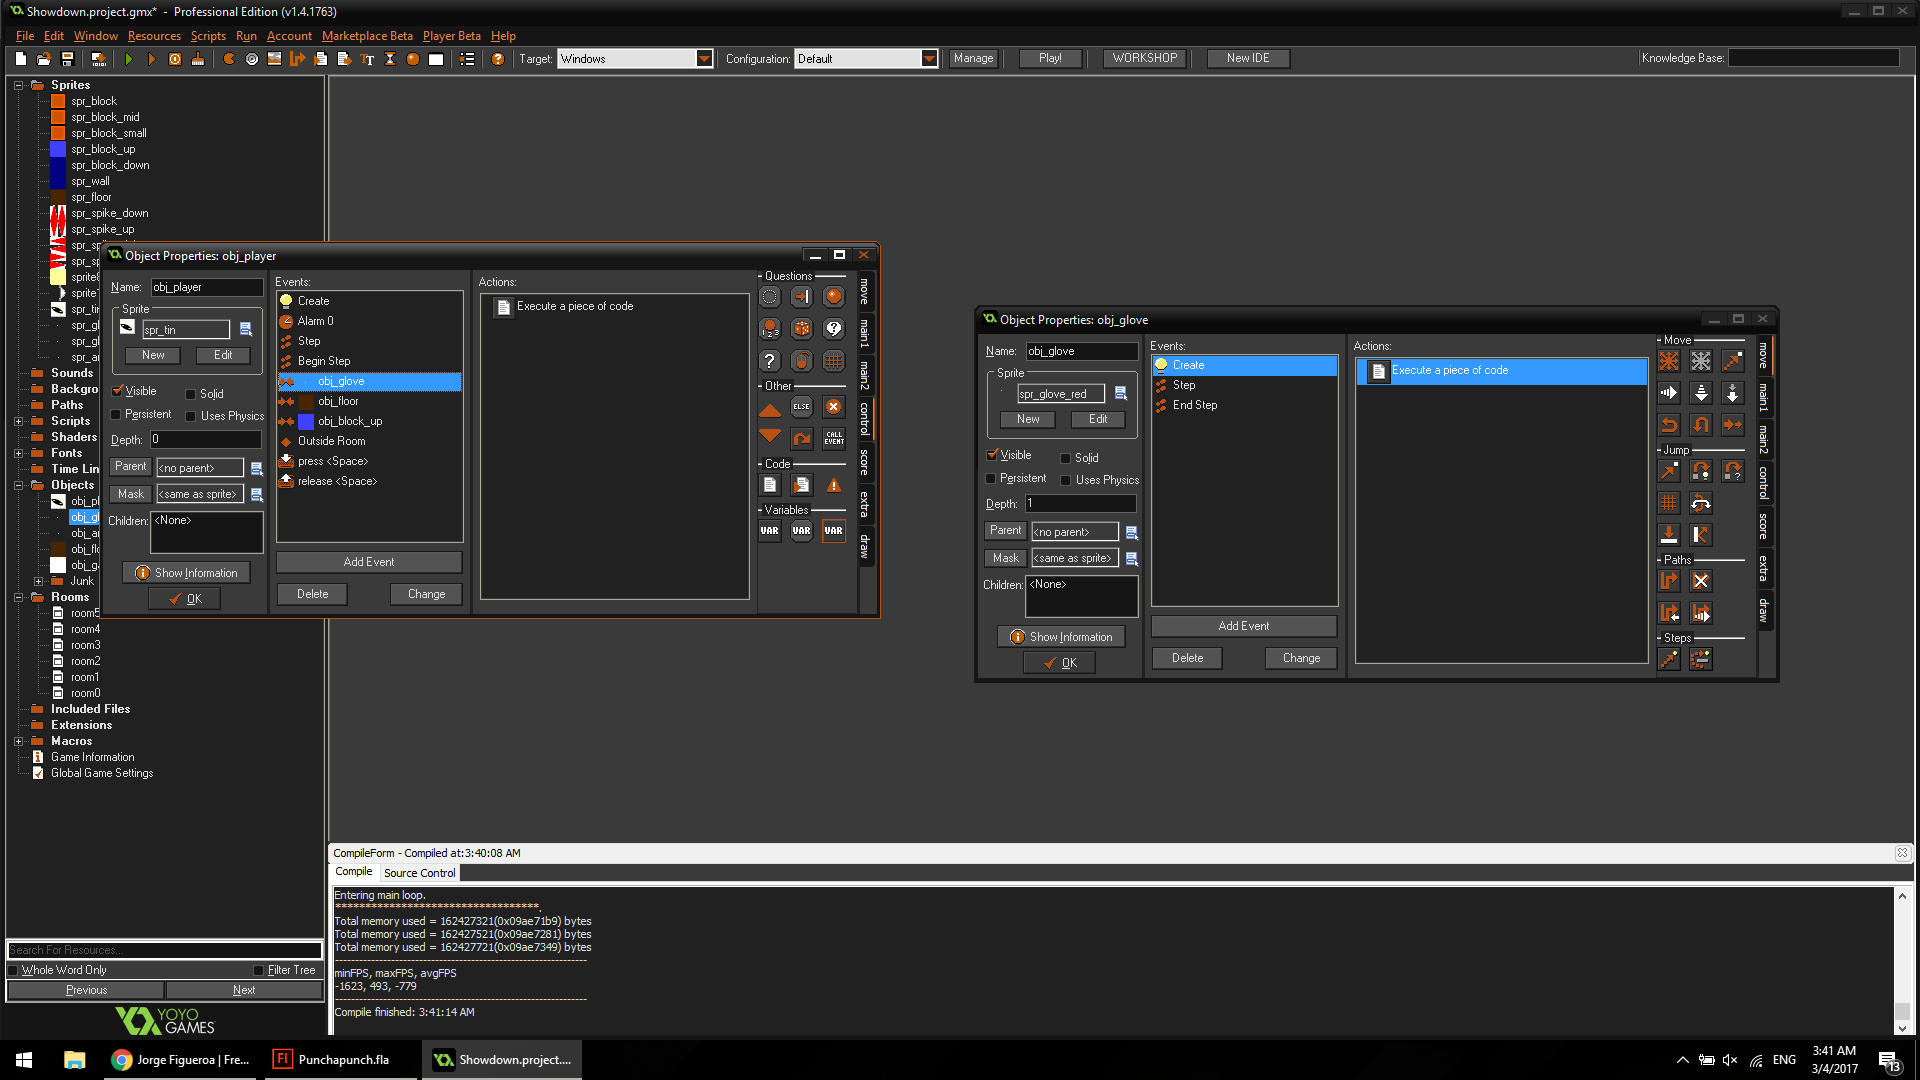 Showdown.project.gmx* - Professional Edition (v1.4.1763)
File Edit Window Resources Scripts Run Account Marketplace Beta Player Beta Help
Target: Windows Configuration: Default Manage Play! WORKSHOP New IDE Knowledge Base:
Sprites
spr_block
spr_block_mid
spr_block_small
spr_block_up
spr_block_down
spr_wall
spr_floor
spr_spike_down
spr_spike_up
Sounds
Backgro
Paths
Scripts
Shaders
Fonts
Time Lin
Objects
Junk
Rooms
room5
room4
room3
room2
room1
room0
Included Files
Extensions
Macros
Game Information
Global Game Settings
Search For Resources...
Whole Word Only Filter Tree
Previous Next
YOYO
GAMES
Object Properties: obj_player
Name: obj_player
Sprite
spr_tin
New Edit
Visible Solid
Persistent Uses Physics
Depth: 0
Parent <no parent>
Mask <same as sprite>
Children: <None>
Show Information
OK
Events:
Create
Alarm 0
Step
Begin Step
obj_glove
obj_floor
obj_block_up
Outside Room
press <Space>
release <Space>
Add Event
Delete Change
Actions:
Execute a piece of code
Questions
Other
ELSE
CALL EVENT
Code
Variables
VAR VAR VAR
move
main1
main2
control
score
extra
draw
Object Properties: obj_glove
Name: obj_glove
Sprite
spr_glove_red
New Edit
Visible Solid
Persistent Uses Physics
Depth: 1
Parent <no parent>
Mask <same as sprite>
Children: <None>
Show Information
OK
Events:
Create
Step
End Step
Add Event
Delete Change
Actions:
Execute a piece of code
Move
Jump
Paths
Steps
move
main1
main2
control
score
extra
draw
CompileForm - Compiled at:3:40:08 AM
Compile Source Control
Entering main loop.
***********************************.
Total memory used = 162427321(0x09ae71b9) bytes
Total memory used = 162427521(0x09ae7281) bytes
Total memory used = 162427721(0x09ae7349) bytes
minFPS, maxFPS, avgFPS
-1623, 493, -779
Compile finished: 3:41:14 AM
Jorge Figueroa | Fre...
Punchapunch.fla
Showdown.project....
ENG
3:41 AM
3/4/2017
13